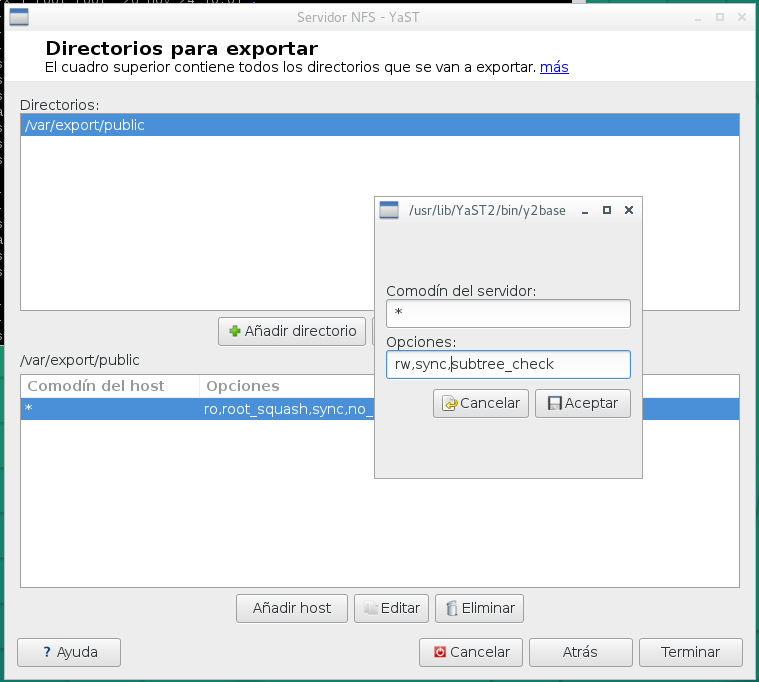 Servidor NFS - YaST
Directorios para exportar
El cuadro superior contiene todos los directorios que se van a exportar. más
Directorios:
/var/export/public
/usr/lib/YaST2/bin/y2base
Comodín del servidor:
*
Opciones:
rw,sync,subtree_check
Cancelar
Aceptar
Añadir directorio
/var/export/public
Comodín del host Opciones
* ro,root_squash,sync,no_
Añadir host
Editar
Eliminar
? Ayuda
Cancelar
Atrás
Terminar